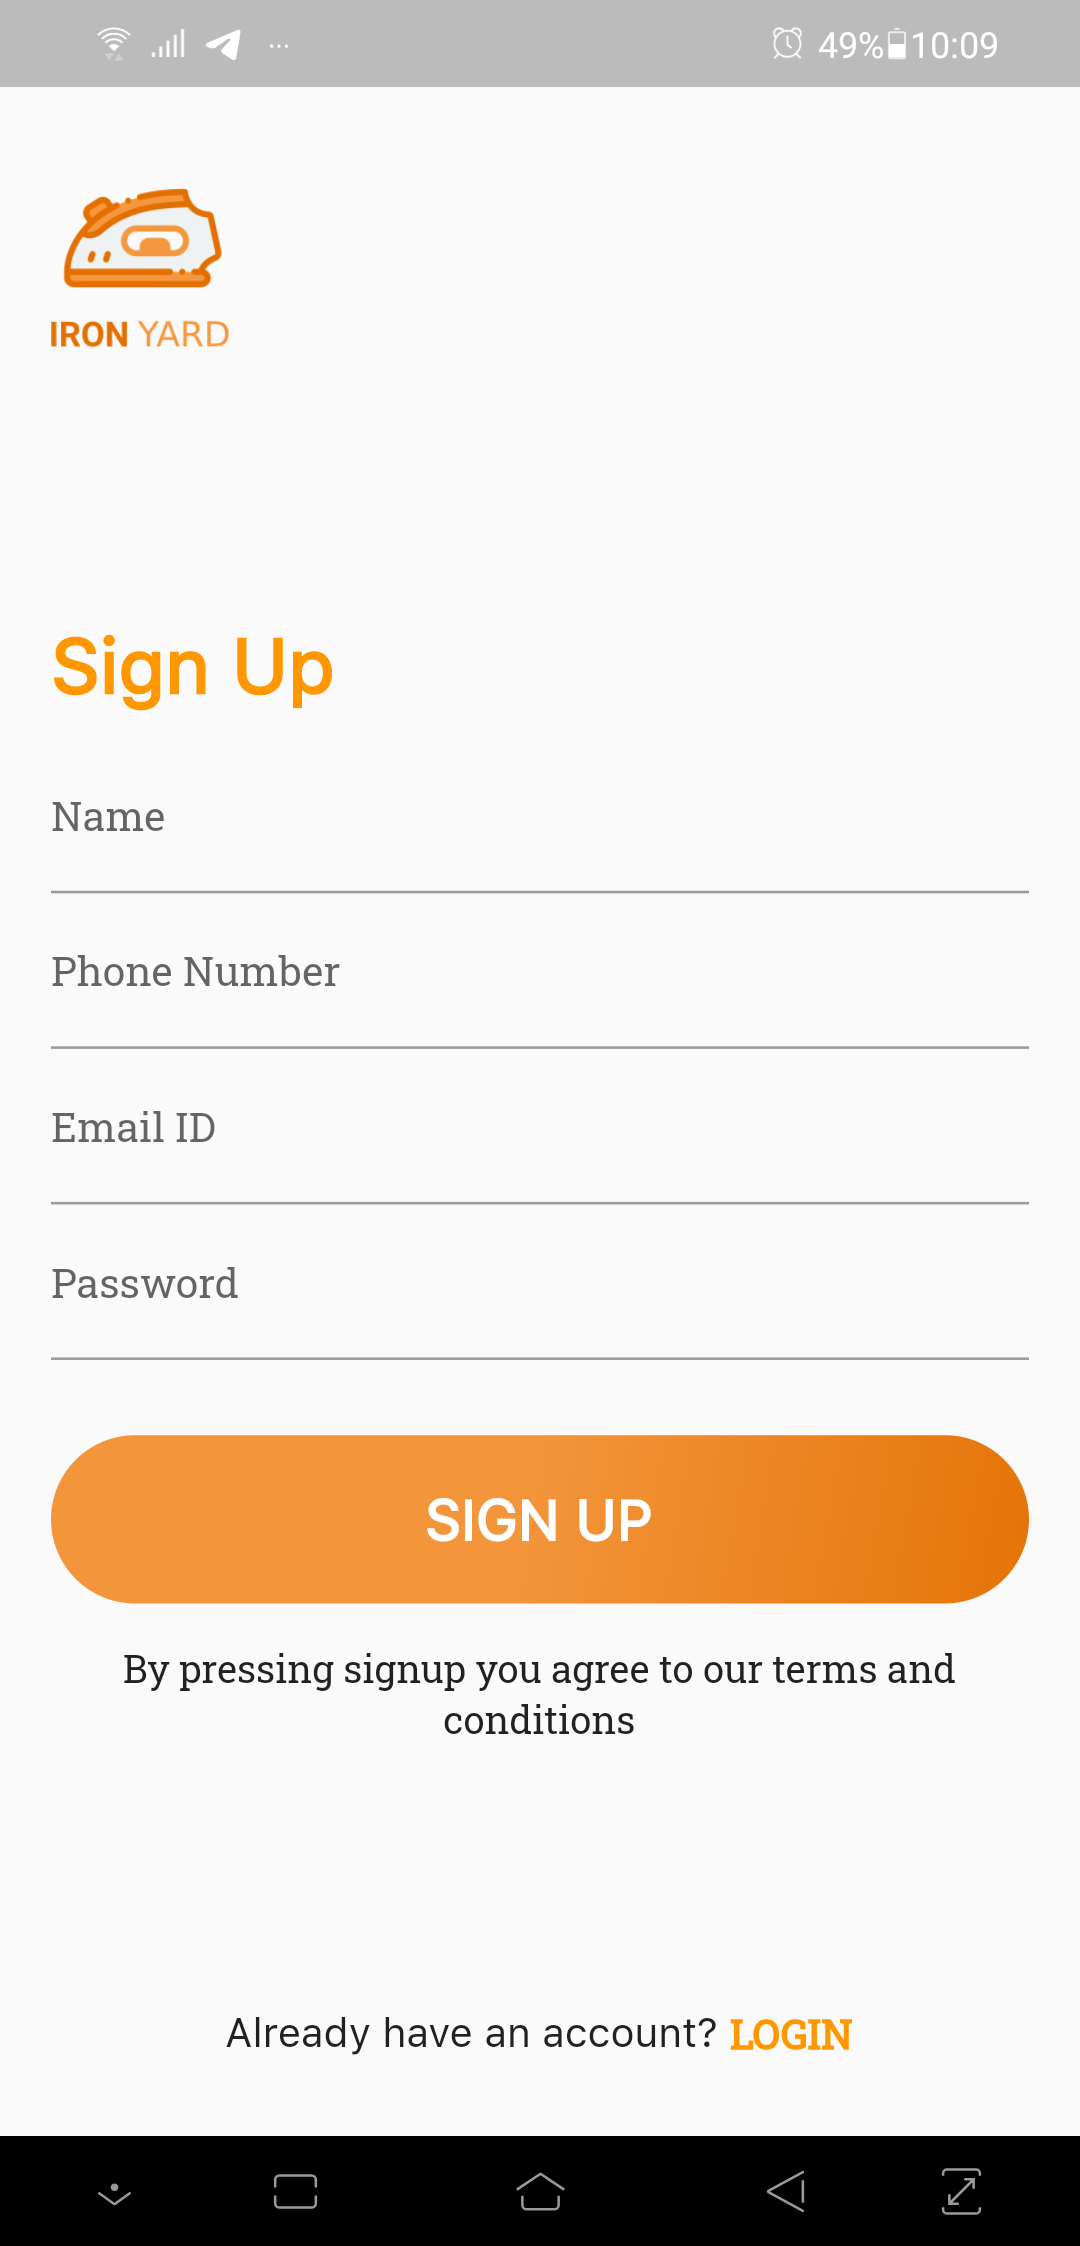 49% 10:09
IRON YARD
Sign Up
Name
Phone Number
Email ID
Password
SIGN UP
By pressing signup you agree to our terms and
conditions
Already have an account? LOGIN